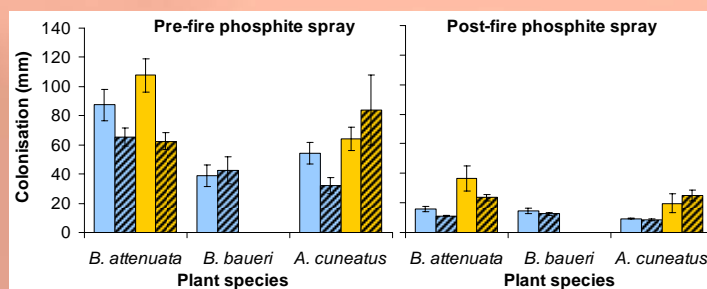 Pre-fire phosphite spray
Post-fire phosphite spray
Colonisation (mm)
140
120
100
80
60
40
20
0
B. attenuata B. baueri A. cuneatus
Plant species
B. attenuata B. baueri A. cuneatus
Plant species